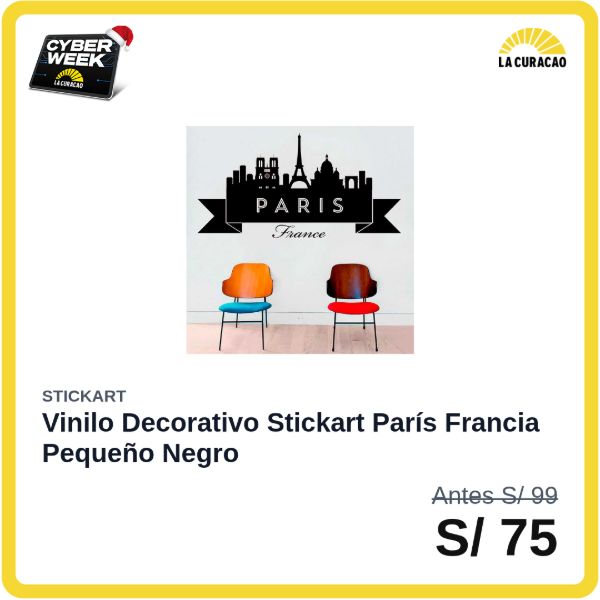 CYBER
WEEK
LA CURACAO
LA CURACAO
PARIS
France
STICKART
Vinilo Decorativo Stickart París Francia
Pequeño Negro
Antes S/ 99
S/ 75